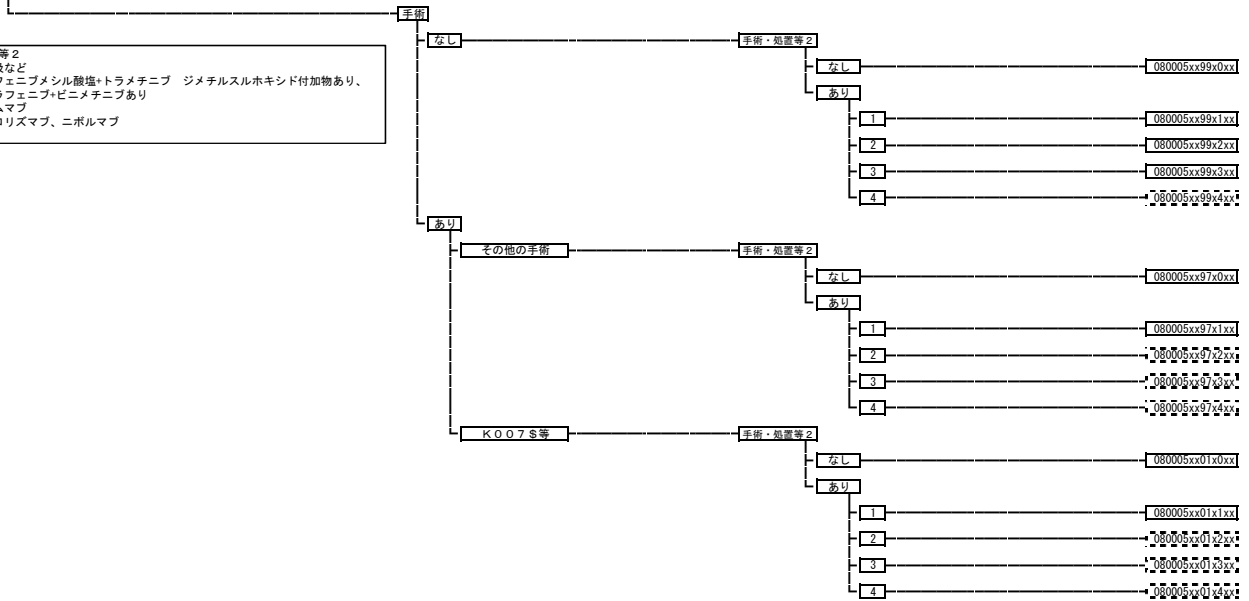 手術
なし
手術・処置等2
等2
なし
080005xx99x0xx
など
フェニブメシル酸塩+トラメチニブ　ジメチルスルホキシド付加物あり、
ラフェニブ+ビニメチニブあり
あり
ムマブ
ロリズマブ、ニボルマブ
1
080005xx99x1xx
2
080005xx99x2xx
3
080005xx99x3xx
4
080005xx99x4xx
あり
その他の手術
手術・処置等2
なし
080005xx97x0xx
あり
1
080005xx97x1xx
2
080005xx97x2xx
3
080005xx97x3xx
4
080005xx97x4xx
K007$等
手術・処置等2
なし
080005xx01x0xx
あり
1
080005xx01x1xx
2
080005xx01x2xx
3
080005xx01x3xx
4
080005xx01x4xx